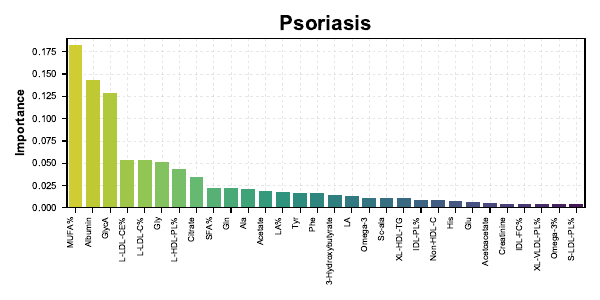 Psoriasis
Importance
0.175
0.150
0.125
0.100
0.075
0.050
0.025
0.000
MUFA%
Albumin
GlycA
L-LDL-CE%
L-LDL-C%
Gly
L-HDL-PL%
Citrate
SFA%
Gln
Ala
Acetate
LA%
Tyr
Phe
3-Hydroxybutyrate
LA
Omega-3
XL-HDL-TG
IDL-PL%
Non-HDL-C
His
Glu
Acetoacetate
Creatinine
IDL-FC%
XL-VLDL-PL%
Omega-3%
S-LDL-PL%